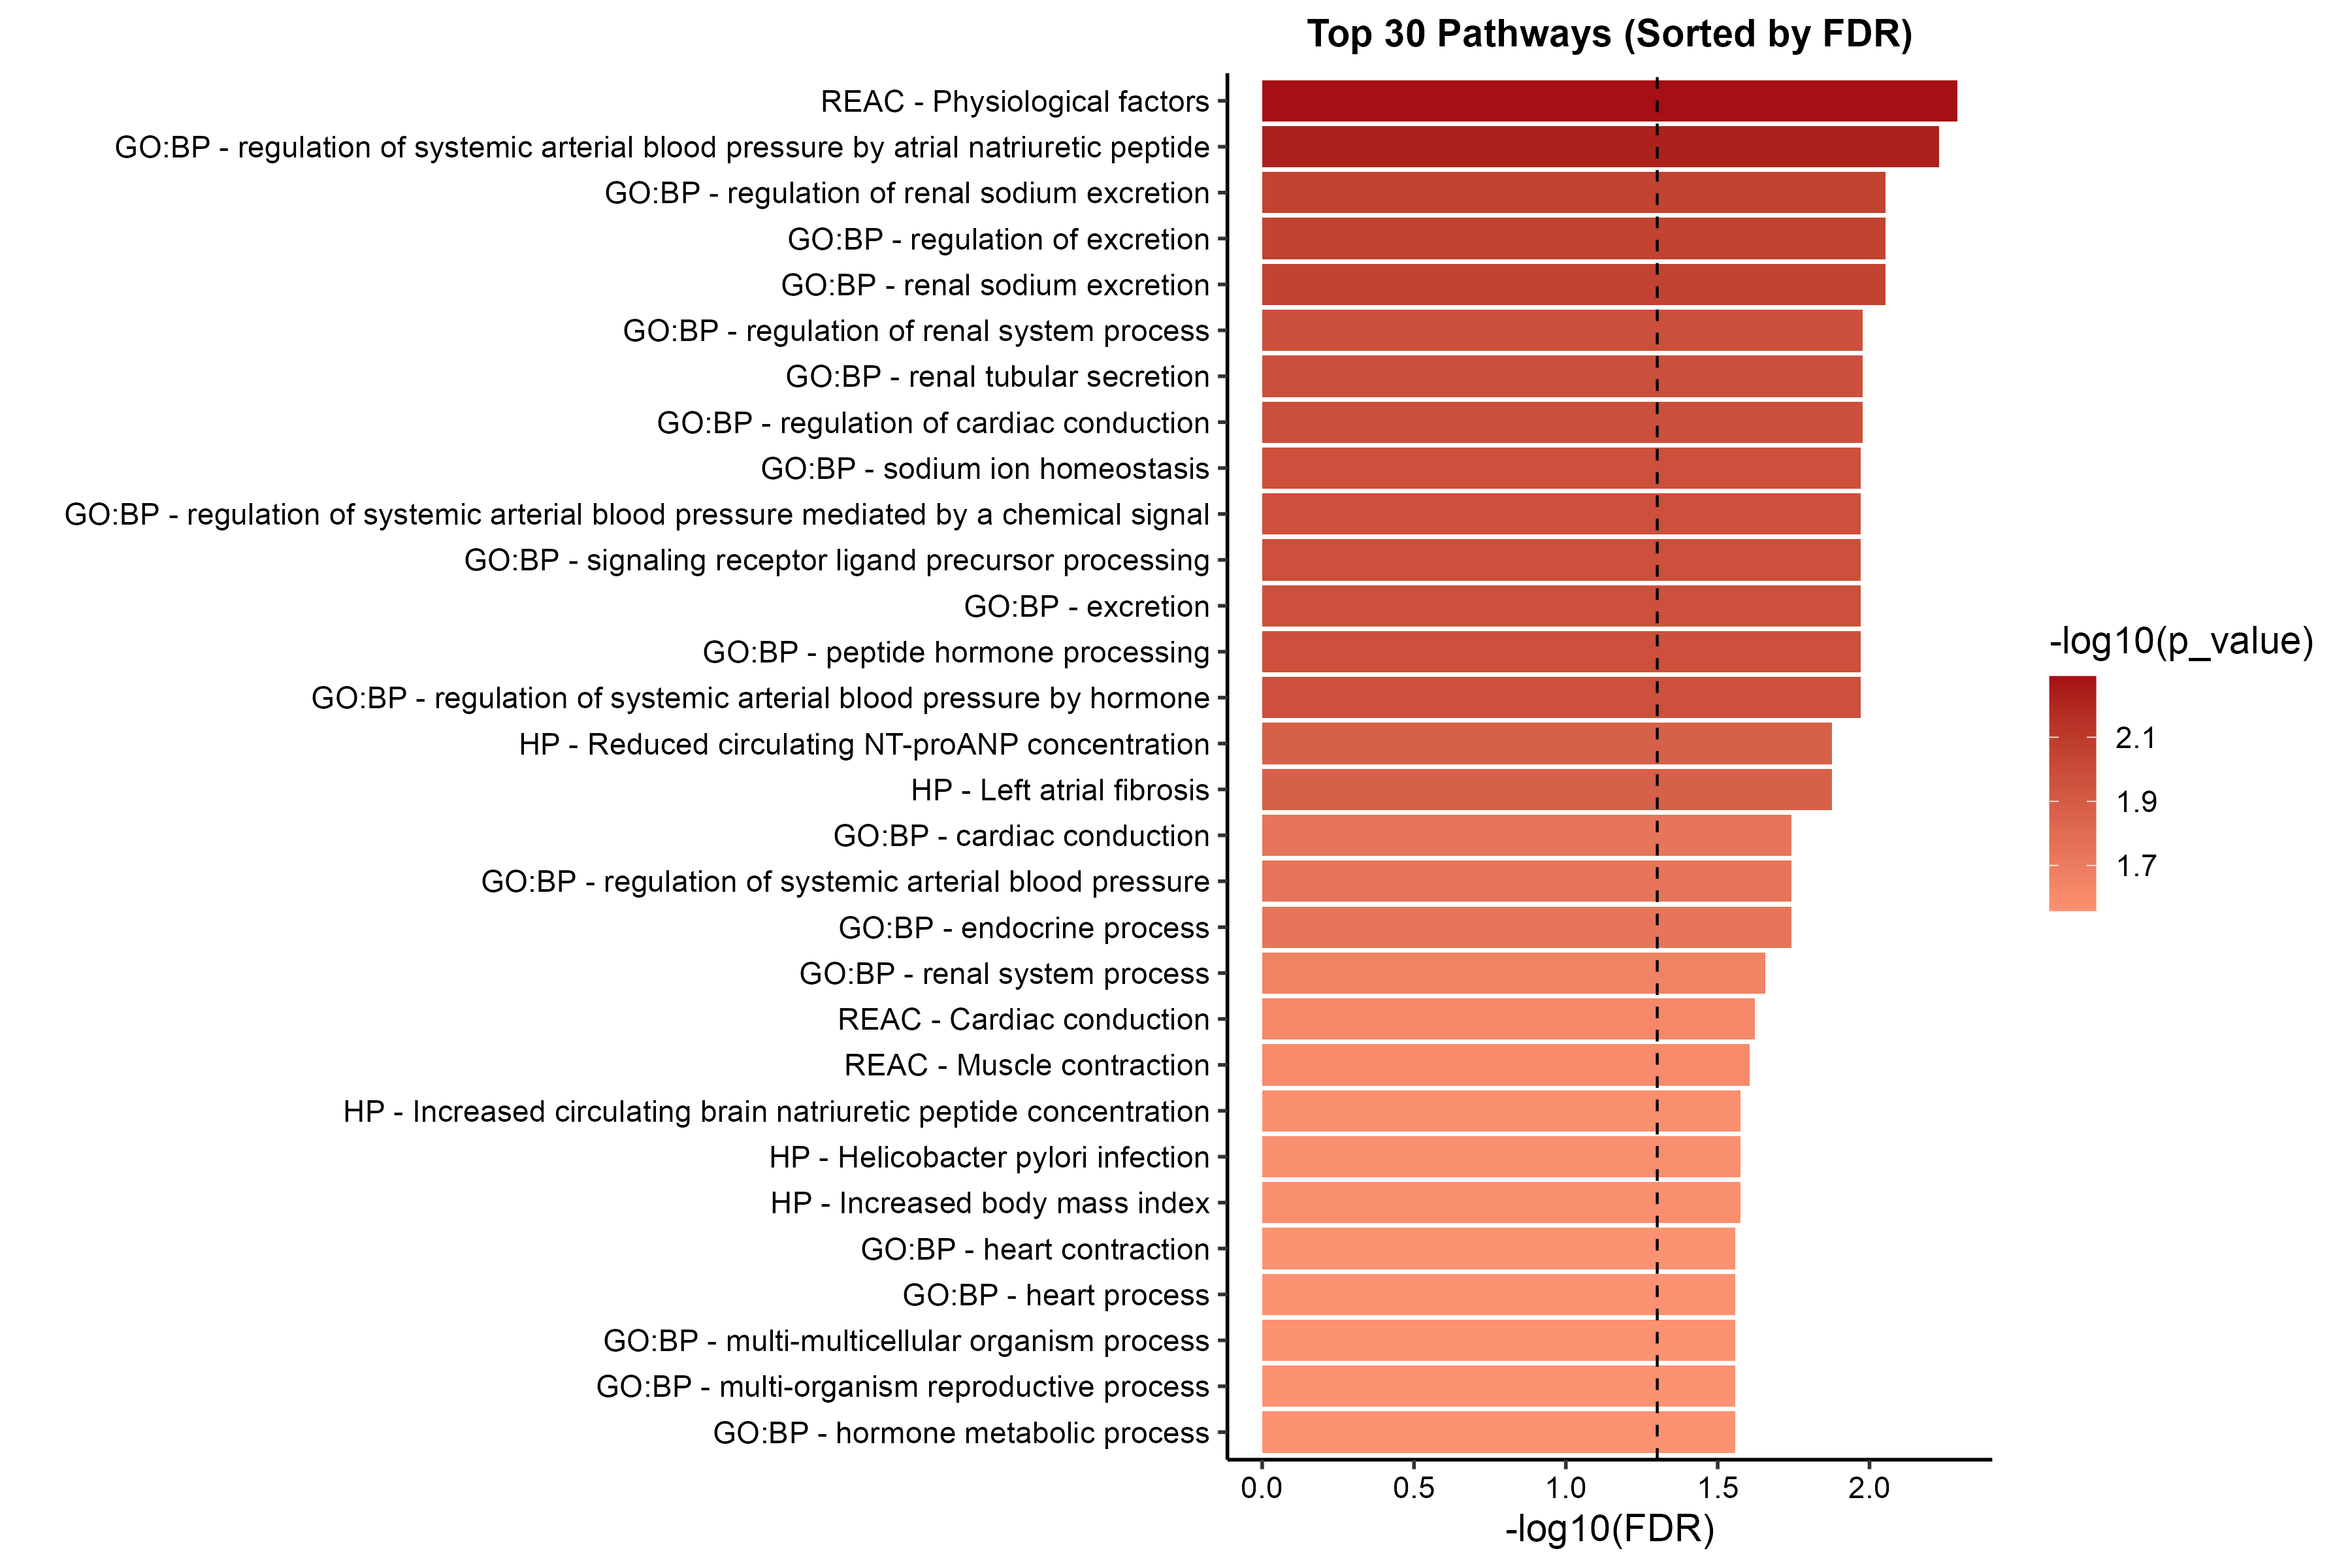 Top 30 Pathways (Sorted by FDR)
REAC - Physiological factors
GO:BP - regulation of systemic arterial blood pressure by atrial natriuretic peptide
GO:BP - regulation of renal sodium excretion
GO:BP - regulation of excretion
GO:BP - renal sodium excretion
GO:BP - regulation of renal system process
GO:BP - renal tubular secretion
GO:BP - regulation of cardiac conduction
GO:BP - sodium ion homeostasis
GO:BP - regulation of systemic arterial blood pressure mediated by a chemical signal
GO:BP - signaling receptor ligand precursor processing
GO:BP - excretion
GO:BP - peptide hormone processing
GO:BP - regulation of systemic arterial blood pressure by hormone
HP - Reduced circulating NT-proANP concentration
HP - Left atrial fibrosis
GO:BP - cardiac conduction
GO:BP - regulation of systemic arterial blood pressure
GO:BP - endocrine process
GO:BP - renal system process
REAC - Cardiac conduction
REAC - Muscle contraction
HP - Increased circulating brain natriuretic peptide concentration
HP - Helicobacter pylori infection
HP - Increased body mass index
GO:BP - heart contraction
GO:BP - heart process
GO:BP - multi-multicellular organism process
GO:BP - multi-organism reproductive process
GO:BP - hormone metabolic process
0.0 0.5 1.0 1.5 2.0
-log10(FDR)
-log10(p_value)
2.1
1.9
1.7